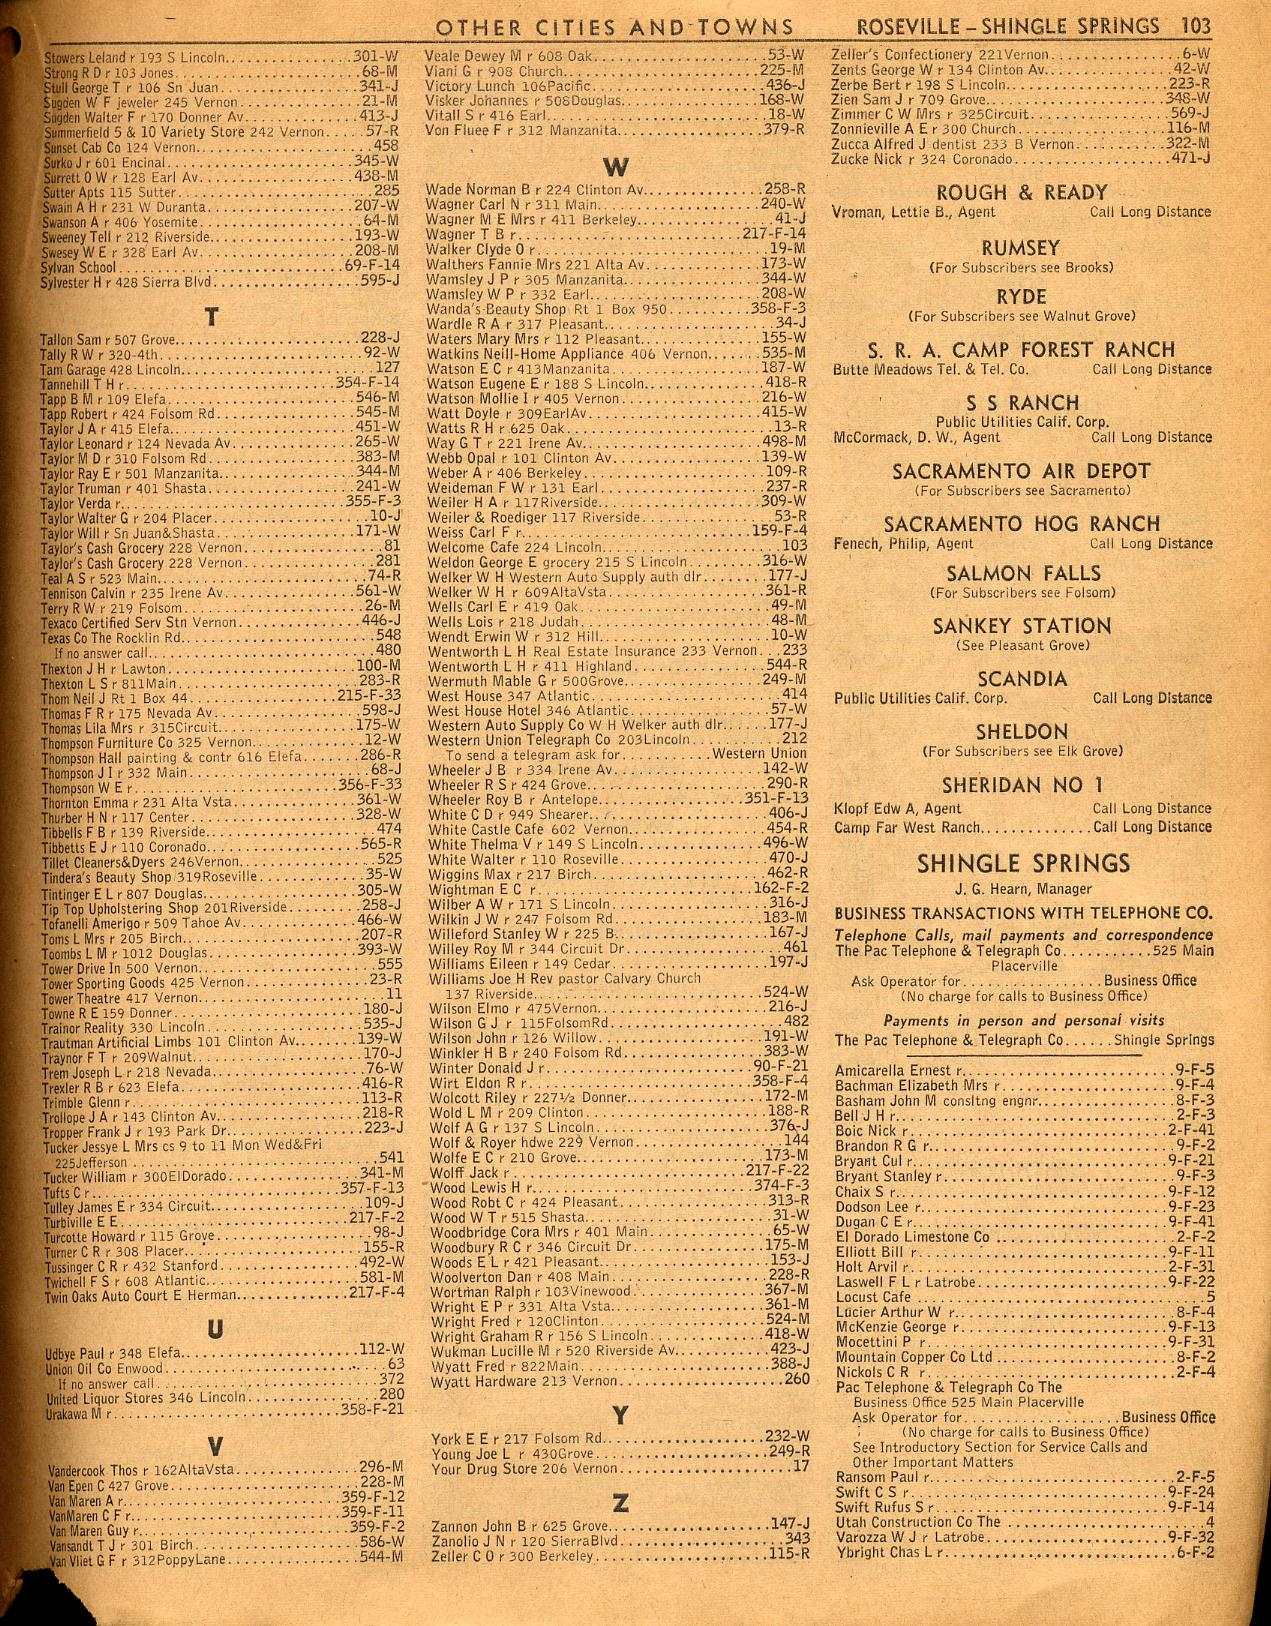 OTHER CITIES AND TOWNS
ROSEVILLE – SHINGLE SPRINGS 103
Stowers Leland r 193 S Lincoln 301-W
Strong R D r 103 Jones 68-M
Stull George T r 106 Sn Juan 341-J
Sugden W F jeweler 245 Vernon 21-M
Sugden Walter F r 170 Donner Av 413-J
Summerfield 5 & 10 Variety Store 242 Vernon 57-R
Sunset Cab Co 124 Vernon 458
Surko J r 601 Encinal 345-W
Surrett O W r 128 Earl Av 438-M
Sutter Apts 115 Sutter 285
Swain A H r 231 W Duranta 207-W
Swanson A r 406 Yosemite 64-M
Sweeney Tell r 212 Riverside 193-W
Swesey W E r 328 Earl Av 208-M
Sylvan School 69-F-14
Sylvester H r 428 Sierra Blvd 595-J
T
Tallon Sam r 507 Grove 228-J
Tally R W r 320-4th 92-W
Tam Garage 428 Lincoln 127
Tannehill T H r 354-F-14
Tapp B M r 109 Elefa 546-M
Tapp Robert r 424 Folsom Rd 545-M
Taylor J A r 415 Elefa 451-W
Taylor Leonard r 124 Nevada Av 265-W
Taylor M D r 310 Folsom Rd 383-M
Taylor Ray E r 501 Manzanita 344-M
Taylor Truman r 401 Shasta 241-W
Taylor Verda r 355-F-3
Taylor Walter G r 204 Placer 10-J
Taylor Will r Sn Juan&Shasta 171-W
Taylor's Cash Grocery 228 Vernon 81
Taylor's Cash Grocery 228 Vernon 281
Teal A S r 523 Main 74-R
Tennison Calvin r 235 Irene Av 561-W
Terry R W r 219 Folsom 26-M
Texaco Certified Serv Stn Vernon 446-J
Texas Co The Rocklin Rd 548
If no answer call 480
Thexton J H r Lawton 100-M
Thexton L S r 811Main 283-R
Thom Neil J Rt 1 Box 44 215-F-33
Thomas F R r 175 Nevada Av 598-J
Thomas Lila Mrs r 315Circuit 175-W
Thompson Furniture Co 325 Vernon 12-W
Thompson Hall painting & contr 616 Elefa 286-R
Thompson J I r 332 Main 68-J
Thompson W E r 356-F-33
Thornton Emma r 231 Alta Vsta 361-W
Thurber H N r 117 Center 328-W
Tibbells F B r 139 Riverside 474
Tibbetts E J r 110 Coronado 565-R
Tillet Cleaners&Dyers 246Vernon 525
Tindera's Beauty Shop 319Roseville 35-W
Tintinger E L r 807 Douglas 305-W
Tip Top Upholstering Shop 201Riverside 258-J
Tofanelli Amerigo r 509 Tahoe Av 466-W
Toms L Mrs r 205 Birch 207-R
Toombs L M r 1012 Douglas 393-W
Tower Drive In 500 Vernon 555
Tower Sporting Goods 425 Vernon 23-R
Tower Theatre 417 Vernon 11
Towne R E 159 Donner 180-J
Trainor Reality 330 Lincoln 535-J
Trautman Artificial Limbs 101 Clinton Av 139-W
Traynor F T r 209Walnut 170-J
Trem Joseph L r 218 Nevada 76-W
Trexler R B r 623 Elefa 416-R
Trimble Glenn r 113-R
Trollope J A r 143 Clinton Av 218-R
Tropper Frank J r 193 Park Dr 223-J
Tucker Jessye L Mrs cs 9 to 11 Mon Wed&Fri
225Jefferson 541
Tucker William r 300ElDorado 341-M
Tufts C r 357-F-13
Tulley James E r 334 Circuit 109-J
Turbiville E E 217-F-2
Turcotte Howard r 115 Grove 98-J
Turner C R r 308 Placer 155-R
Tussinger C R r 432 Stanford 492-W
Twichell F S r 608 Atlantic 581-M
Twin Oaks Auto Court E Herman 217-F-4
U
Udbye Paul r 348 Elefa 112-W
Union Oil Co Enwood 63
If no answer call 372
United Liquor Stores 346 Lincoln 280
Urakawa M r 358-F-21
V
Vandercook Thos r 162AltaVsta 296-M
Van Epen C 427 Grove 228-M
Van Maren A r 359-F-12
VanMaren C F r 359-F-11
Van Maren Guy r 359-F-2
Vansandt T J r 301 Birch 586-W
Van Vliet G F r 312PoppyLane 544-M
Veale Dewey M r 608 Oak 53-W
Viani G r 908 Church 225-M
Victory Lunch 106Pacific 436-J
Visker Johannes r 508Douglas 168-W
Vitall S r 416 Earl 18-W
Von Fluee F r 312 Manzanita 379-R
W
Wade Norman B r 224 Clinton Av 258-R
Wagner Carl N r 311 Main 240-W
Wagner M E Mrs r 411 Berkeley 41-J
Wagner T B r 217-F-14
Walker Clyde O r 19-M
Walthers Fannie Mrs 221 Alta Av 173-W
Wamsley J P r 305 Manzanita 344-W
Wamsley W P r 332 Earl 208-W
Wanda's Beauty Shop Rt 1 Box 950 358-F-3
Wardle R A r 317 Pleasant 34-J
Waters Mary Mrs r 112 Pleasant 155-W
Watkins Neill-Home Appliance 406 Vernon 535-M
Watson E C r 413Manzanita 187-W
Watson Eugene E r 188 S Lincoln 418-R
Watson Mollie I r 405 Vernon 216-W
Watt Doyle r 309EarlAv 415-W
Watts R H r 625 Oak 13-R
Way G T r 221 Irene Av 498-M
Webb Opal r 101 Clinton Av 139-W
Weber A r 406 Berkeley 109-R
Weideman F W r 131 Earl 237-R
Weiler H A r 117Riverside 309-W
Weiler & Roediger 117 Riverside 53-R
Weiss Carl F r 159-F-4
Welcome Cafe 224 Lincoln 103
Weldon George E grocery 215 S Lincoln 316-W
Welker W H Western Auto Supply auth dlr 177-J
Welker W H r 609AltaVsta 361-R
Wells Carl E r 419 Oak 49-M
Wells Lois r 218 Judah 48-M
Wendt Erwin W r 312 Hill 10-W
Wentworth L H Real Estate Insurance 233 Vernon 233
Wentworth L H r 411 Highland 544-R
Wermuth Mable G r 500Grove 249-M
West House 347 Atlantic 414
West House Hotel 346 Atlantic 57-W
Western Auto Supply Co W H Welker auth dlr 177-J
Western Union Telegraph Co 203Lincoln 212
To send a telegram ask for Western Union
Wheeler J B r 334 Irene Av 142-W
Wheeler R S r 424 Grove 290-R
Wheeler Roy B r Antelope 351-F-13
White C D r 949 Shearer 406-J
White Castle Cafe 602 Vernon 454-R
White Thelma V r 149 S Lincoln 496-W
White Walter r 110 Roseville 470-J
Wiggins Max r 217 Birch 462-R
Wightman E C r 162-F-2
Wilber A W r 171 S Lincoln 316-J
Wilkin J W r 247 Folsom Rd 183-M
Willeford Stanley W r 225 B 167-J
Willey Roy M r 344 Circuit Dr 461
Williams Eileen r 149 Cedar 197-J
Williams Joe H Rev pastor Calvary Church
137 Riverside 524-W
Wilson Elmo r 475Vernon 216-J
Wilson G J r 115FolsomRd 482
Wilson John r 126 Willow 191-W
Winkler H B r 240 Folsom Rd 383-W
Winter Donald J r 90-F-21
Wirt Eldon R r 358-F-4
Wolcott Riley r 227½ Donner 172-M
Wold L M r 209 Clinton 188-R
Wolf A G r 137 S Lincoln 376-J
Wolf & Royer hdwe 229 Vernon 144
Wolfe E C r 210 Grove 173-M
Wolff Jack r 217-F-22
Wood Lewis H r 374-F-3
Wood Robt C r 424 Pleasant 313-R
Wood W T r 515 Shasta 31-W
Woodbridge Cora Mrs r 401 Main 65-W
Woodbury R C r 346 Circuit Dr 175-M
Woods E L r 421 Pleasant 153-J
Woolverton Dan r 408 Main 228-R
Wortman Ralph r 103Vinewood 367-M
Wright E P r 331 Alta Vsta 361-M
Wright Fred r 120Clinton 524-M
Wright Graham R r 156 S Lincoln 418-W
Wukman Lucille M r 520 Riverside Av 423-J
Wyatt Fred r 822Main 388-J
Wyatt Hardware 213 Vernon 260
Y
York E E r 217 Folsom Rd 232-W
Young Joe L r 430Grove 249-R
Your Drug Store 206 Vernon 17
Z
Zannon John B r 625 Grove 147-J
Zanolio J N r 120 SierraBlvd 343
Zeller C O r 300 Berkeley 115-R
Zeller's Confectionery 221Vernon 6-W
Zents George W r 134 Clinton Av 42-W
Zerbe Bert r 198 S Lincoln 223-R
Zien Sam J r 709 Grove 348-W
Zimmer C W Mrs r 325Circuit 569-J
Zonnieville A E r 300 Church 116-M
Zucca Alfred J dentist 233 B Vernon 322-M
Zucke Nick r 324 Coronado 471-J
ROUGH & READY
Vroman, Lettie B., Agent Call Long Distance
RUMSEY
(For Subscribers see Brooks)
RYDE
(For Subscribers see Walnut Grove)
S. R. A. CAMP FOREST RANCH
Butte Meadows Tel. & Tel. Co. Call Long Distance
S S RANCH
Public Utilities Calif. Corp.
McCormack, D. W., Agent Call Long Distance
SACRAMENTO AIR DEPOT
(For Subscribers see Sacramento)
SACRAMENTO HOG RANCH
Fenech, Philip, Agent Call Long Distance
SALMON FALLS
(For Subscribers see Folsom)
SANKEY STATION
(See Pleasant Grove)
SCANDIA
Public Utilities Calif. Corp. Call Long Distance
SHELDON
(For Subscribers see Elk Grove)
SHERIDAN NO 1
Klopf Edw A, Agent Call Long Distance
Camp Far West Ranch Call Long Distance
SHINGLE SPRINGS
J. G. Hearn, Manager
BUSINESS TRANSACTIONS WITH TELEPHONE CO.
Telephone Calls, mail payments and correspondence
The Pac Telephone & Telegraph Co 525 Main
Placerville
Ask Operator for Business Office
(No charge for calls to Business Office)
Payments in person and personal visits
The Pac Telephone & Telegraph Co Shingle Springs
Amicarella Ernest r 9-F-5
Bachman Elizabeth Mrs r 9-F-4
Basham John M consltng engnr 8-F-3
Bell J H r 2-F-3
Boic Nick r 2-F-41
Brandon R G r 9-F-2
Bryant Cul r 9-F-21
Bryant Stanley r 9-F-3
Chaix S r 9-F-12
Dodson Lee r 9-F-23
Dugan C E r 9-F-41
El Dorado Limestone Co 2-F-2
Elliott Bill r 9-F-11
Holt Arvil r 2-F-31
Laswell F L r Latrobe 9-F-22
Locust Cafe 5
Lucier Arthur W r 8-F-4
McKenzie George r 9-F-13
Mocettini P r 9-F-31
Mountain Copper Co Ltd 8-F-2
Nickols C R r 2-F-4
Pac Telephone & Telegraph Co The
Business Office 525 Main Placerville
Ask Operator for Business Office
(No charge for calls to Business Office)
See Introductory Section for Service Calls and
Other Important Matters
Ransom Paul r 2-F-5
Swift C S r 9-F-24
Swift Rufus S r 9-F-14
Utah Construction Co The 4
Varozza W J r Latrobe 9-F-32
Ybright Chas L r 6-F-2